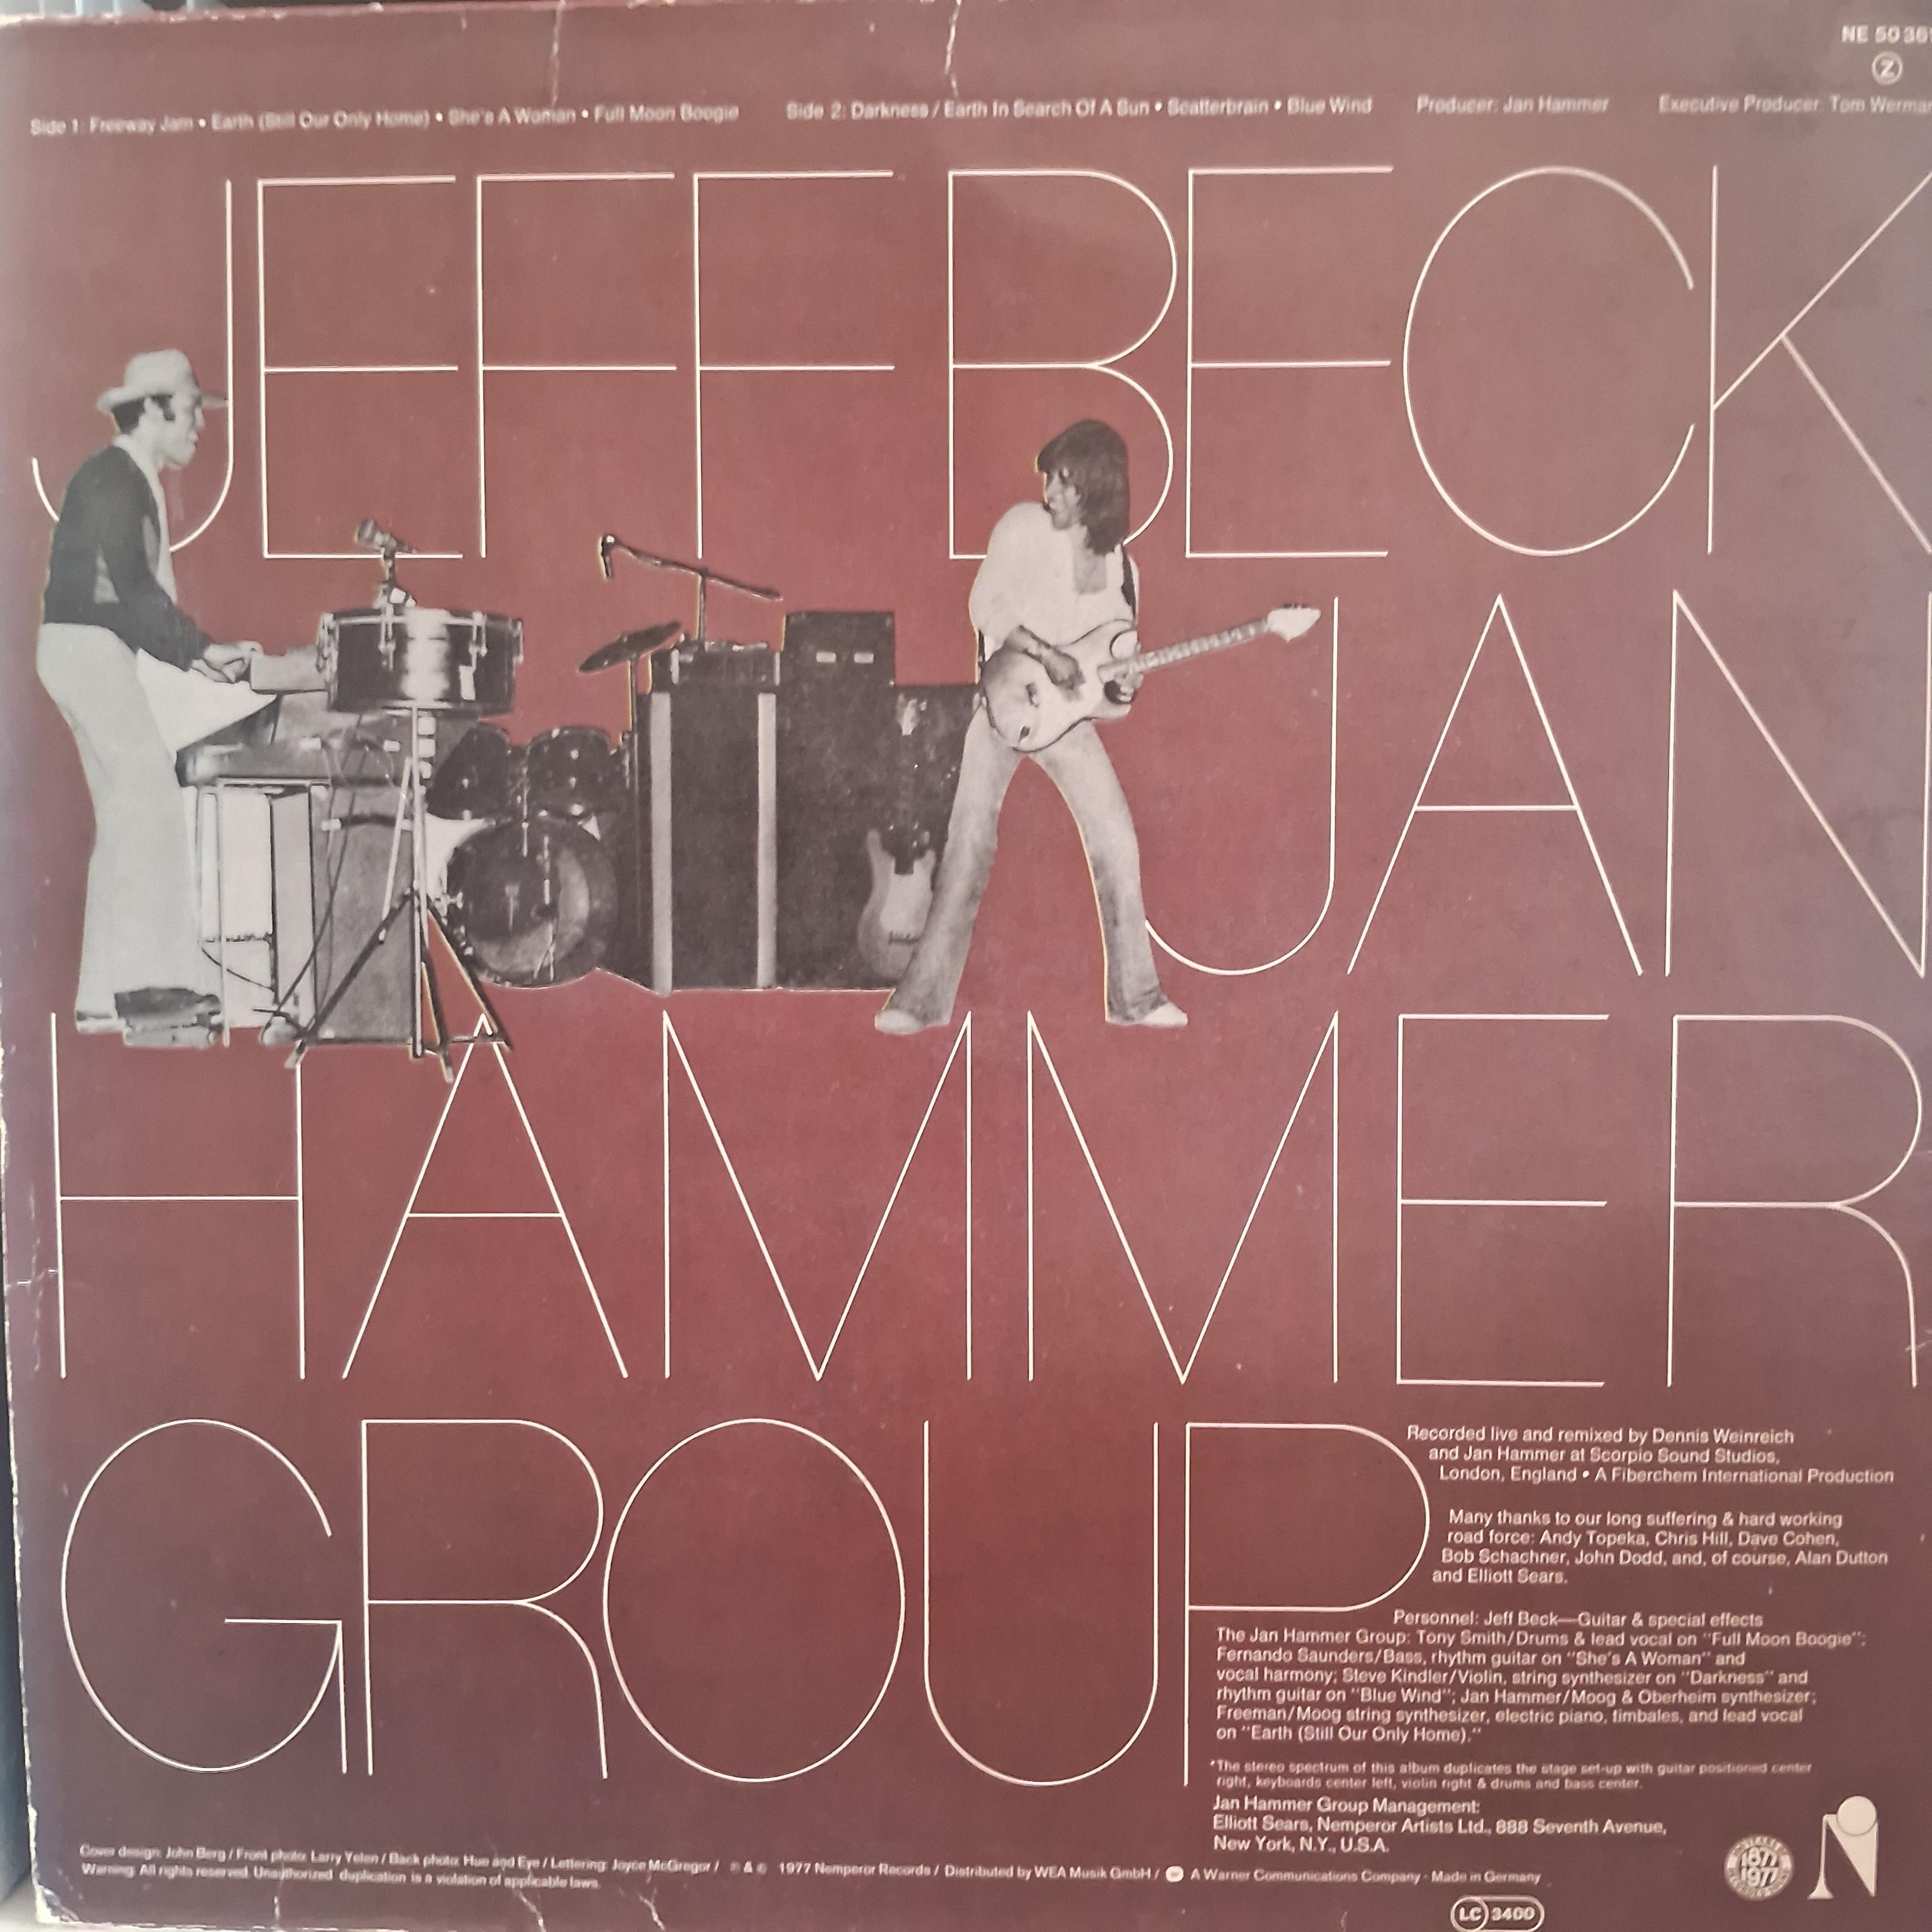 NE 50 36
Z
Side 1: Freeway Jam • Earth (Still Our Only Home) • She's A Woman • Full Moon Boogie Side 2: Darkness / Earth In Search Of A Sun • Scatterbrain • Blue Wind Producer: Jan Hammer Executive Producer: Tom Werma
JEFF BECK
JAN
HAMMER
GROUP
Recorded live and remixed by Dennis Weinreich
and Jan Hammer at Scorpio Sound Studios,
London, England • A Fiberchem International Production
Many thanks to our long suffering & hard working
road force: Andy Topeka, Chris Hill, Dave Cohen,
Bob Schachner, John Dodd, and, of course, Alan Dutton
and Elliott Sears.
Personnel: Jeff Beck—Guitar & special effects
The Jan Hammer Group: Tony Smith/Drums & lead vocal on "Full Moon Boogie";
Fernando Saunders/Bass, rhythm guitar on "She's A Woman" and
vocal harmony; Steve Kindler/Violin, string synthesizer on "Darkness" and
rhythm guitar on "Blue Wind"; Jan Hammer/Moog & Oberheim synthesizer;
Freeman/Moog string synthesizer, electric piano, timbales, and lead vocal
on "Earth (Still Our Only Home)."
*The stereo spectrum of this album duplicates the stage set-up with guitar positioned center
right, keyboards center left, violin right & drums and bass center.
Jan Hammer Group Management:
Elliott Sears, Nemperor Artists Ltd., 888 Seventh Avenue,
New York, N.Y., U.S.A.
Cover design: John Berg / Front photo: Larry Yelen / Back photo: Hue and Eye / Lettering: Joyce McGregor / ℗ & © 1977 Nemperor Records / Distributed by WEA Musik GmbH / A Warner Communications Company · Made in Germany
Warning: All rights reserved. Unauthorized duplication is a violation of applicable laws.
1877
1977
N
LC 3400